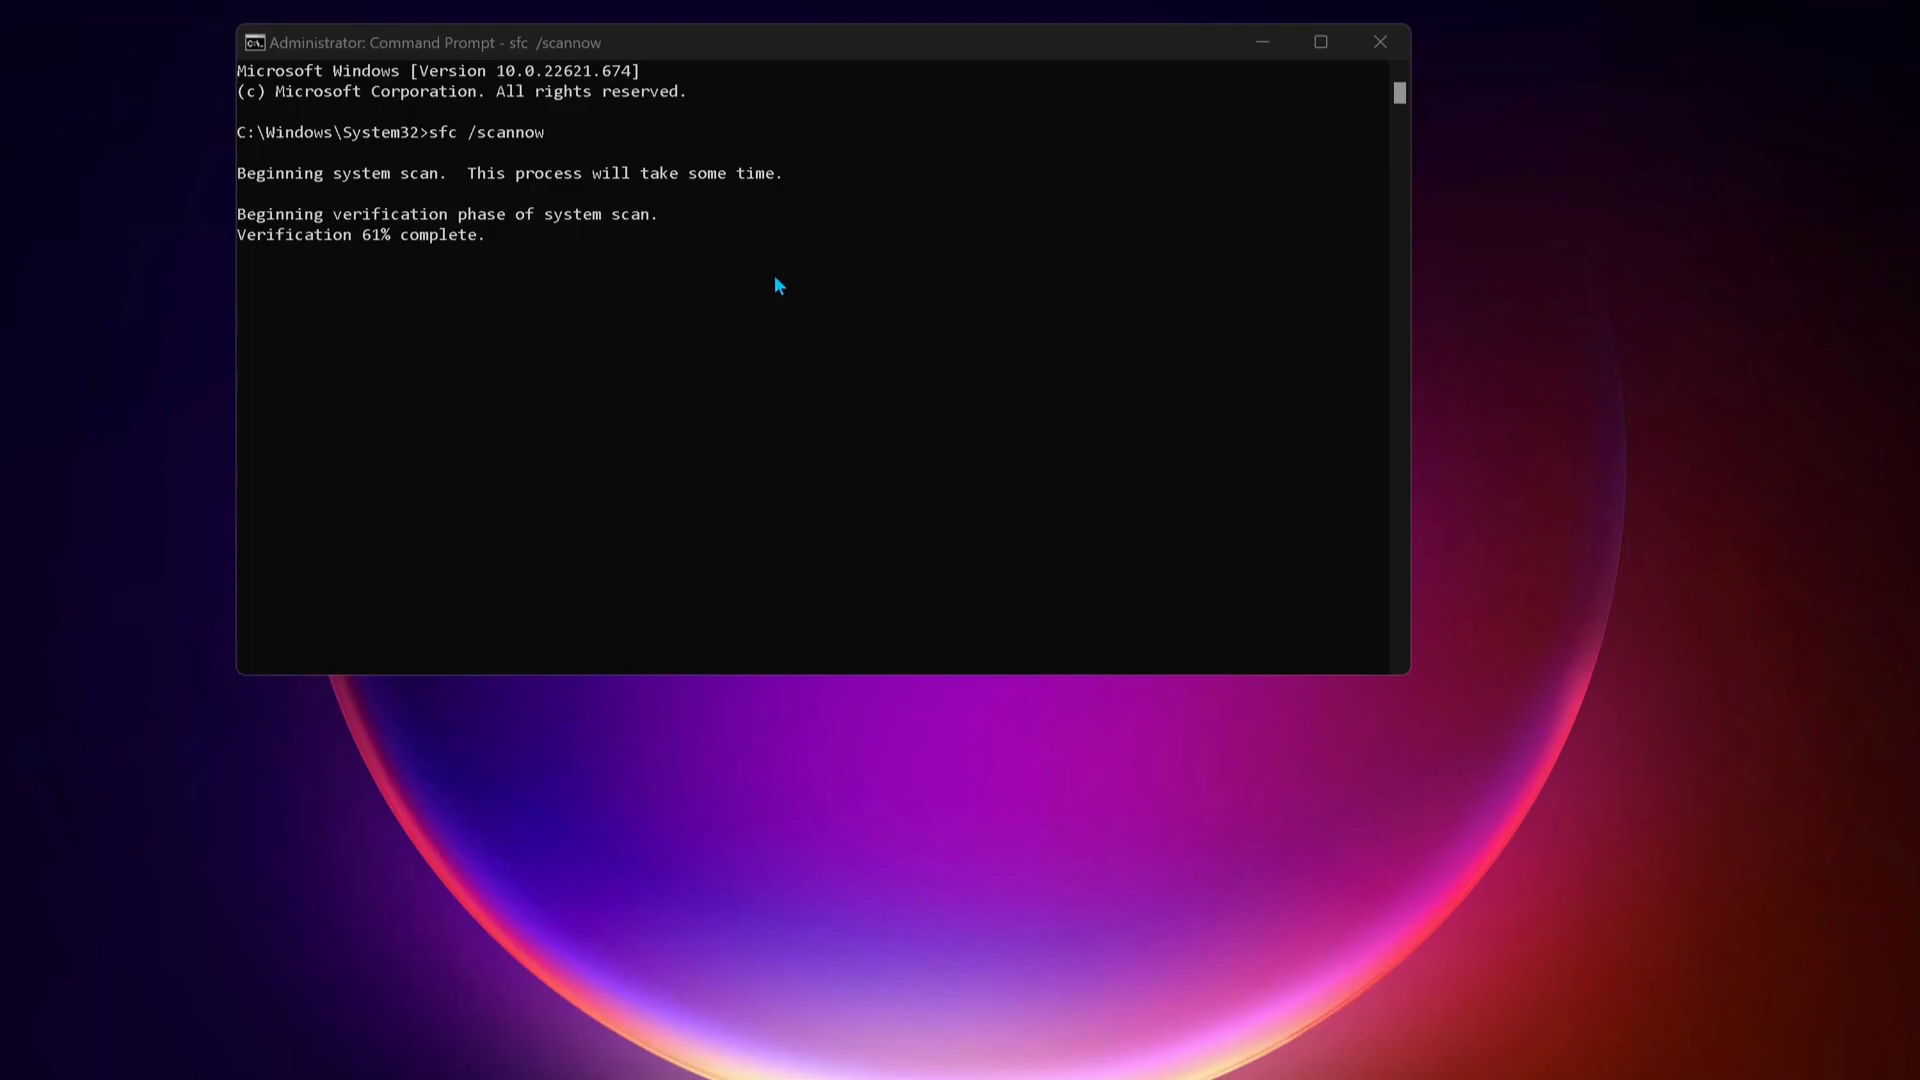 Administrator: Command Prompt - sfc  /scannow
Microsoft Windows [Version 10.0.22621.674]
(c) Microsoft Corporation. All rights reserved.
C:\Windows\System32>sfc /scannow
Beginning system scan.  This process will take some time.
Beginning verification phase of system scan.
Verification 61% complete.